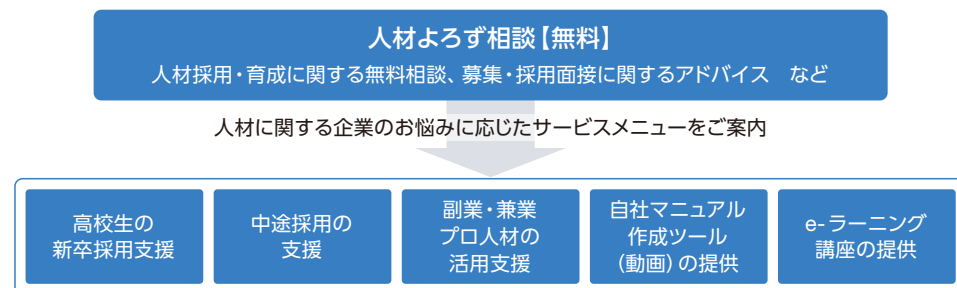 人材よろず相談【無料】
人材採用・育成に関する無料相談、募集・採用面接に関するアドバイス　など
人材に関する企業のお悩みに応じたサービスメニューをご案内
高校生の
新卒採用支援
中途採用の
支援
副業・兼業
プロ人材の
活用支援
自社マニュアル
作成ツール
（動画）の提供
e-ラーニング
講座の提供